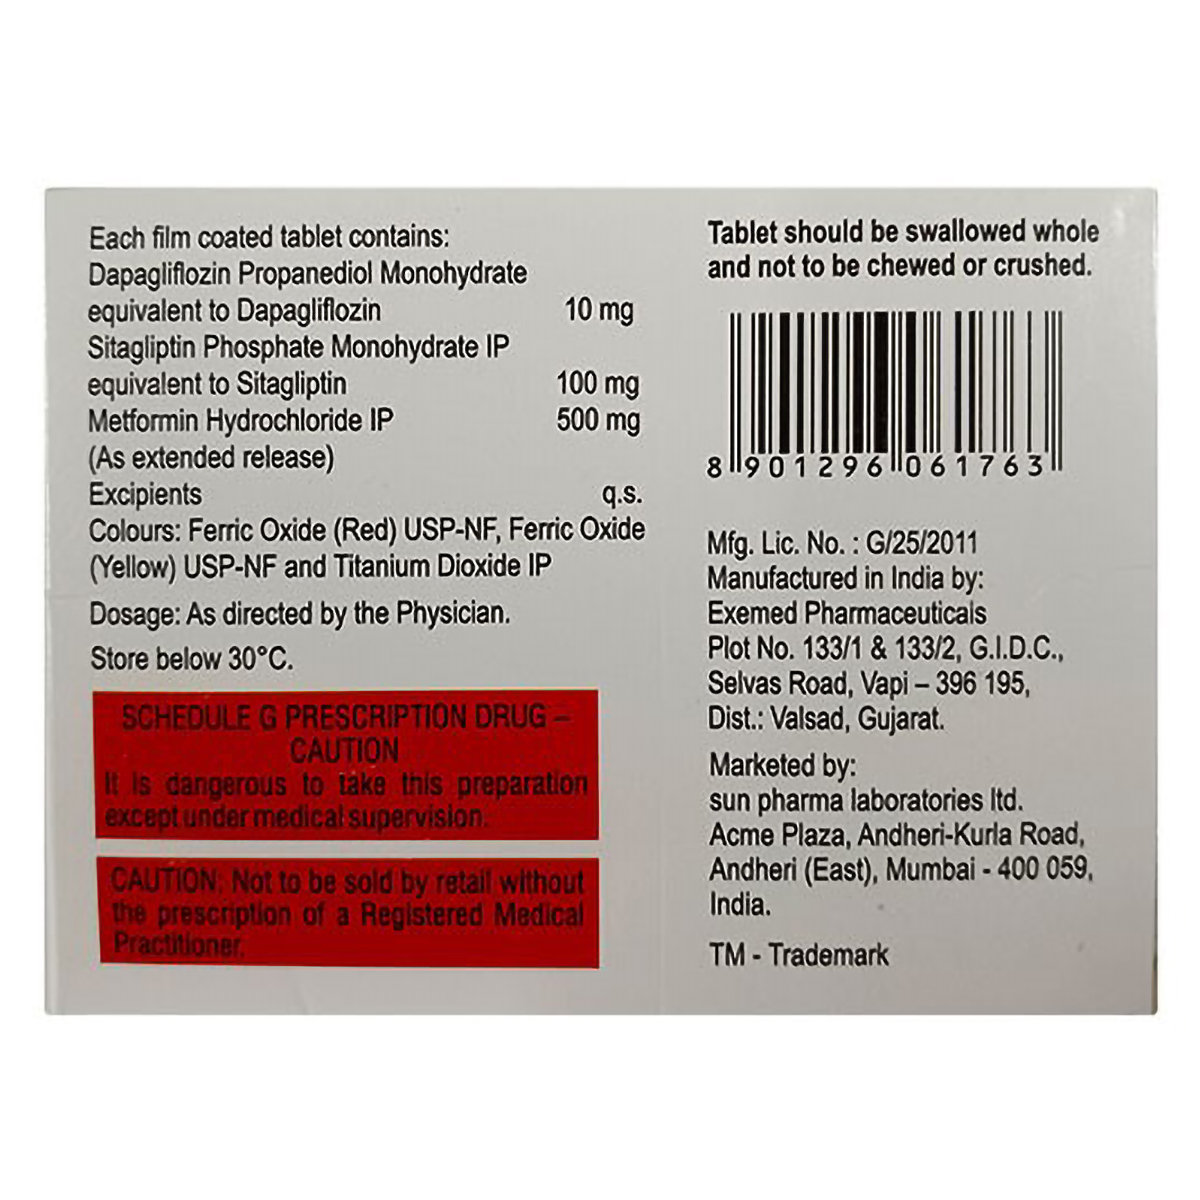 Each film coated tablet contains:
Dapagliflozin Propanediol Monohydrate
equivalent to Dapagliflozin 10 mg
Sitagliptin Phosphate Monohydrate IP
equivalent to Sitagliptin 100 mg
Metformin Hydrochloride IP 500 mg
(As extended release)
Excipients q.s.
Colours: Ferric Oxide (Red) USP-NF, Ferric Oxide
(Yellow) USP-NF and Titanium Dioxide IP
Dosage: As directed by the Physician.
Store below 30°C.
SCHEDULE G PRESCRIPTION DRUG –
CAUTION
It is dangerous to take this preparation
except under medical supervision.
CAUTION: Not to be sold by retail without
the prescription of a Registered Medical
Practitioner.
Tablet should be swallowed whole
and not to be chewed or crushed.
8 901296 061763
Mfg. Lic. No. : G/25/2011
Manufactured in India by:
Exemed Pharmaceuticals
Plot No. 133/1 & 133/2, G.I.D.C.,
Selvas Road, Vapi – 396 195,
Dist.: Valsad, Gujarat.
Marketed by:
sun pharma laboratories ltd.
Acme Plaza, Andheri-Kurla Road,
Andheri (East), Mumbai - 400 059,
India.
TM - Trademark